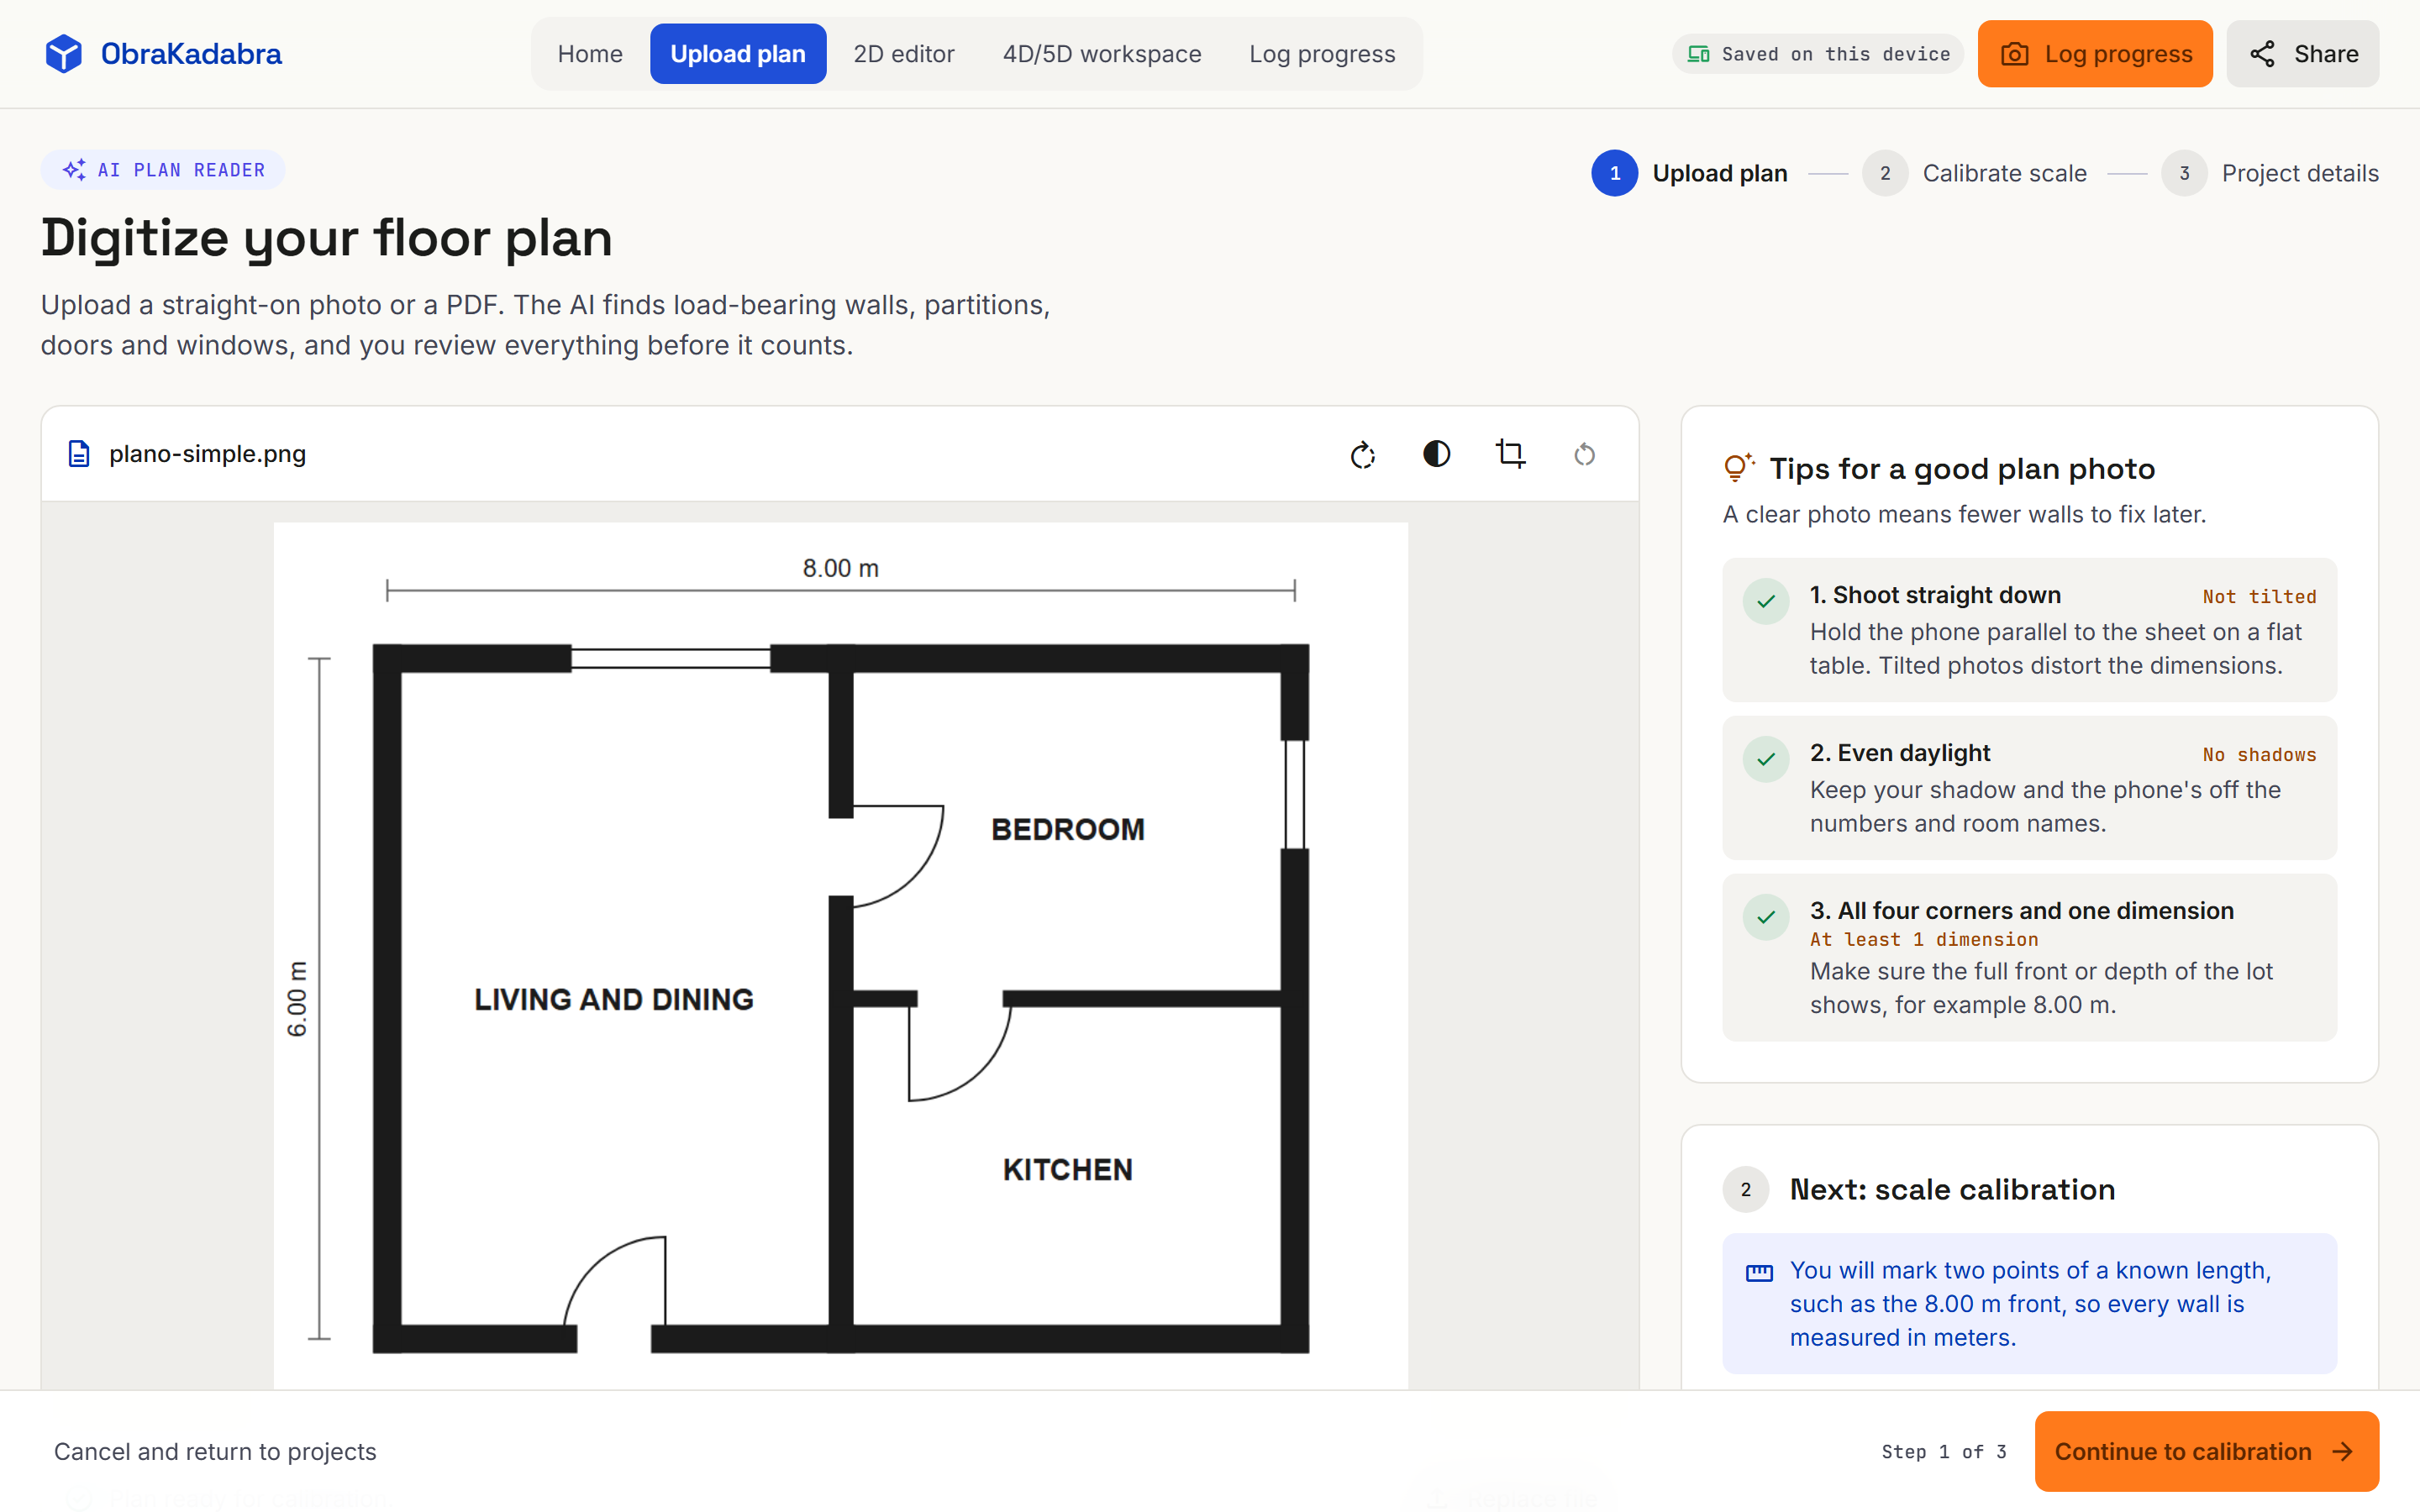 ObraKadabra
Home
Upload plan
2D editor
4D/5D workspace
Log progress
Saved on this device
Log progress
Share
AI PLAN READER
1 Upload plan
2 Calibrate scale
3 Project details
Digitize your floor plan
Upload a straight-on photo or a PDF. The AI finds load-bearing walls, partitions,
doors and windows, and you review everything before it counts.
plano-simple.png
8.00 m
6.00 m
BEDROOM
LIVING AND DINING
KITCHEN
Tips for a good plan photo
A clear photo means fewer walls to fix later.
1. Shoot straight down
Not tilted
Hold the phone parallel to the sheet on a flat
table. Tilted photos distort the dimensions.
2. Even daylight
No shadows
Keep your shadow and the phone's off the
numbers and room names.
3. All four corners and one dimension
At least 1 dimension
Make sure the full front or depth of the lot
shows, for example 8.00 m.
2 Next: scale calibration
You will mark two points of a known length,
such as the 8.00 m front, so every wall is
measured in meters.
Cancel and return to projects
Step 1 of 3
Continue to calibration